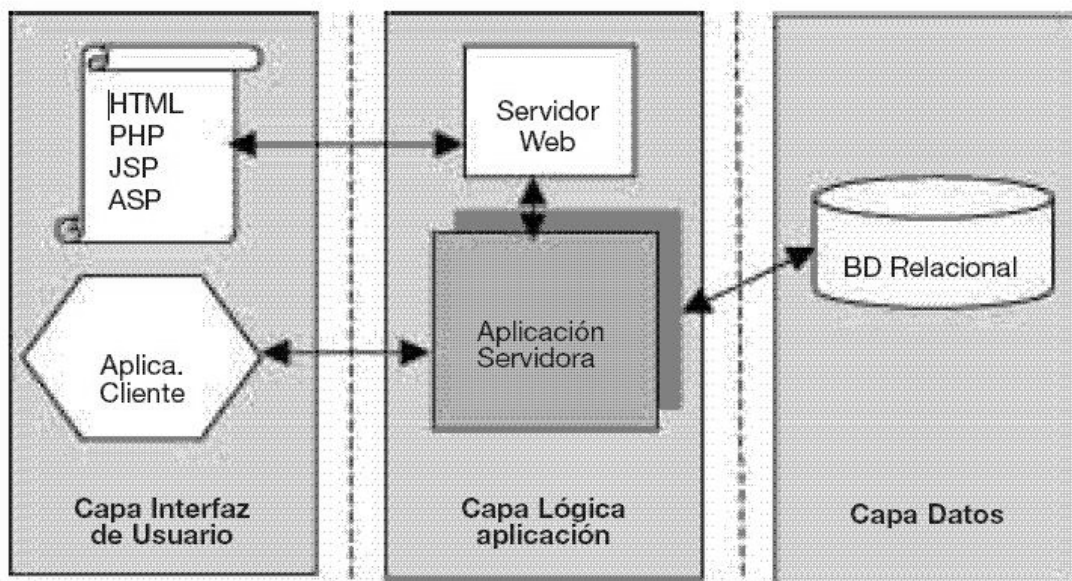 HTML
PHP
JSP
ASP
Servidor
Web
BD Relacional
Aplica.
Cliente
Aplicación
Servidora
Capa Interfaz
de Usuario
Capa Lógica
aplicación
Capa Datos